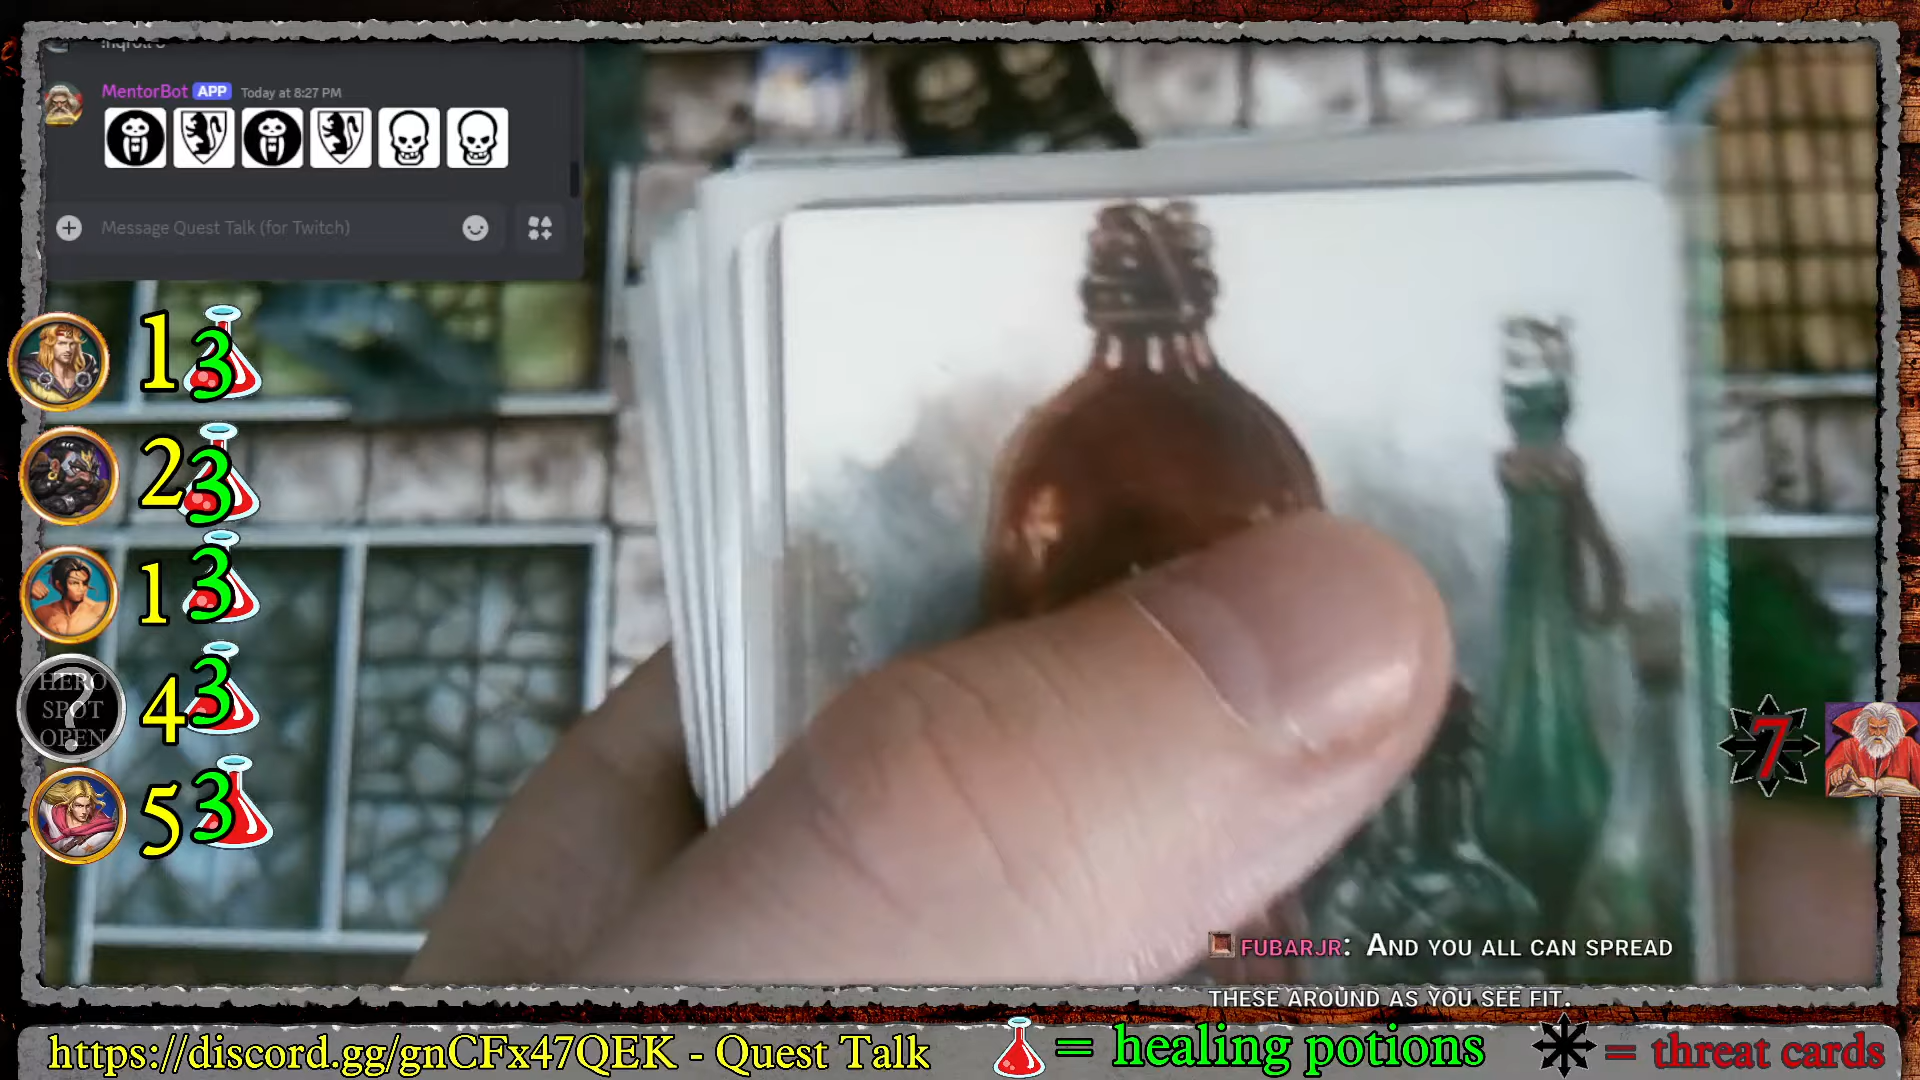 MentorBot APP Today at 8:27 PM
Message Quest Talk (for Twitch)
1 3
2 3
1 3
HERO
SPOT
OPEN
?
4 3
5 3
7
FUBARJR: AND YOU ALL CAN SPREAD
THESE AROUND AS YOU SEE FIT.
https://discord.gg/gnCFx47QEK - Quest Talk
= healing potions
= threat cards